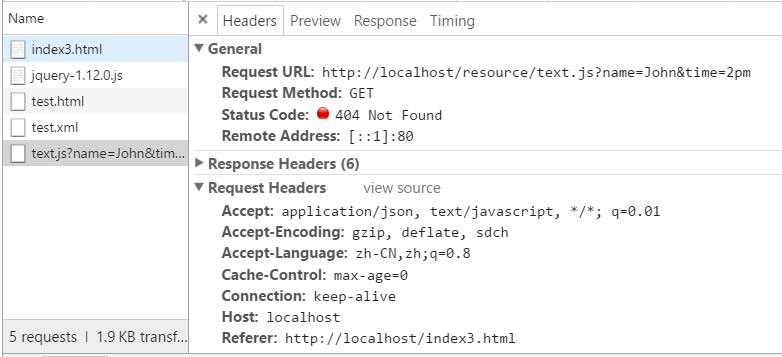 Name
index3.html
jquery-1.12.0.js
test.html
test.xml
text.js?name=John&tim...
5 requests | 1.9 KB transf...
× Headers Preview Response Timing
▼ General
Request URL: http://localhost/resource/text.js?name=John&time=2pm
Request Method: GET
Status Code: 404 Not Found
Remote Address: [::1]:80
▶ Response Headers (6)
▼ Request Headers view source
Accept: application/json, text/javascript, */*; q=0.01
Accept-Encoding: gzip, deflate, sdch
Accept-Language: zh-CN,zh;q=0.8
Cache-Control: max-age=0
Connection: keep-alive
Host: localhost
Referer: http://localhost/index3.html